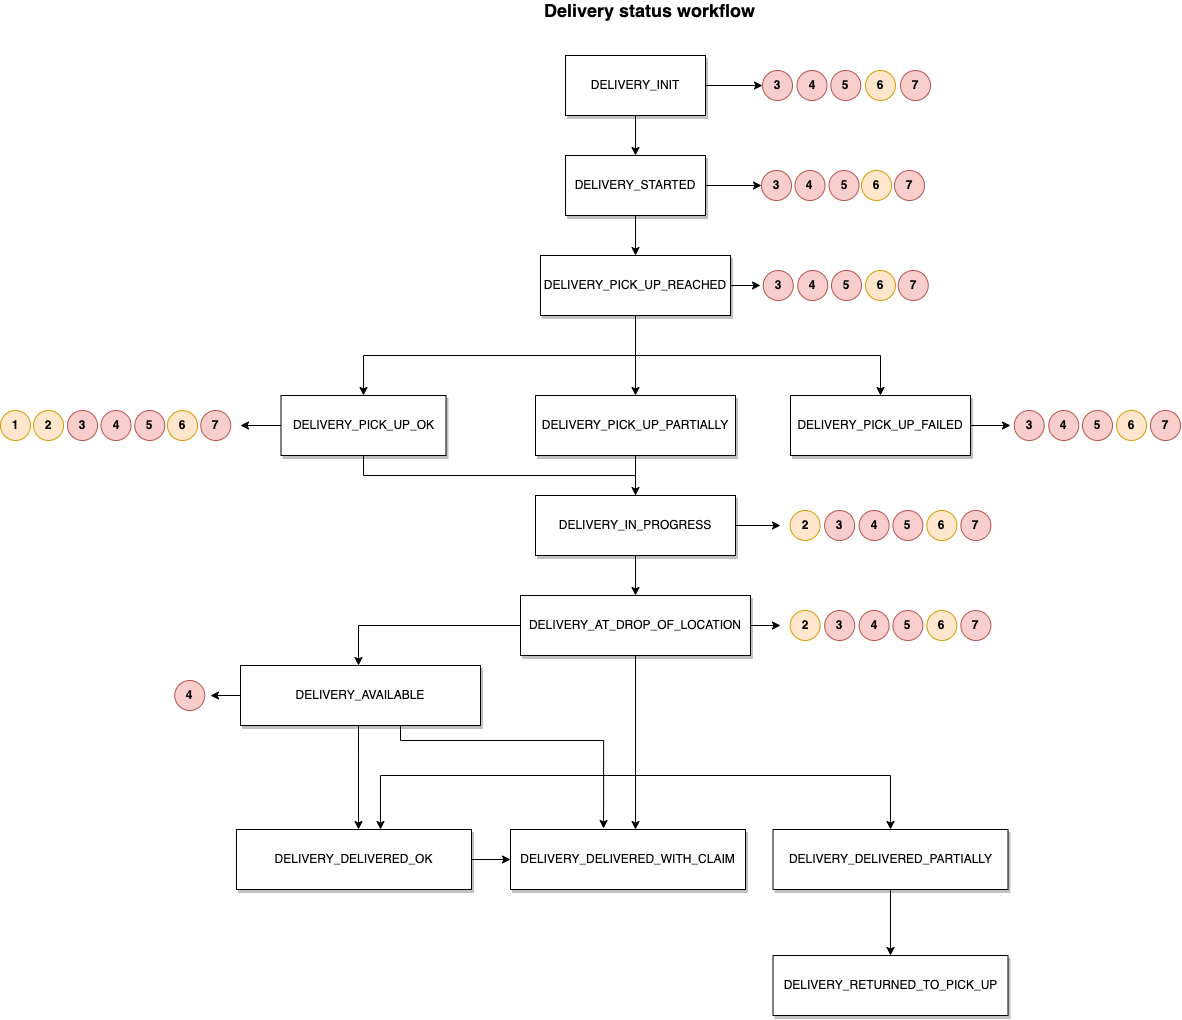 Delivery status workflow
DELIVERY_INIT
3 4 5 6 7
DELIVERY_STARTED
3 4 5 6 7
DELIVERY_PICK_UP_REACHED
3 4 5 6 7
1 2 3 4 5 6 7
DELIVERY_PICK_UP_OK
DELIVERY_PICK_UP_PARTIALLY
DELIVERY_PICK_UP_FAILED
3 4 5 6 7
DELIVERY_IN_PROGRESS
2 3 4 5 6 7
DELIVERY_AT_DROP_OF_LOCATION
2 3 4 5 6 7
4
DELIVERY_AVAILABLE
DELIVERY_DELIVERED_OK
DELIVERY_DELIVERED_WITH_CLAIM
DELIVERY_DELIVERED_PARTIALLY
DELIVERY_RETURNED_TO_PICK_UP